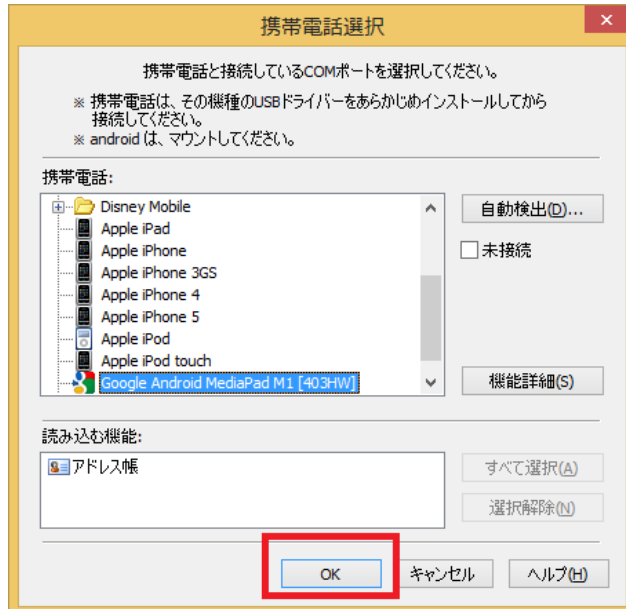 携帯電話選択
携帯電話と接続しているCOMポートを選択してください。
※ 携帯電話は、その機種のUSBドライバーをあらかじめインストールしてから
接続してください。
※ android は、マウントしてください。
携帯電話:
Disney Mobile
Apple iPad
Apple iPhone
Apple iPhone 3GS
Apple iPhone 4
Apple iPhone 5
Apple iPod
Apple iPod touch
Google Android MediaPad M1 [403HW]
自動検出(D)...
未接続
機能詳細(S)
読み込む機能:
アドレス帳
すべて選択(A)
選択解除(N)
OK
キャンセル
ヘルプ(H)